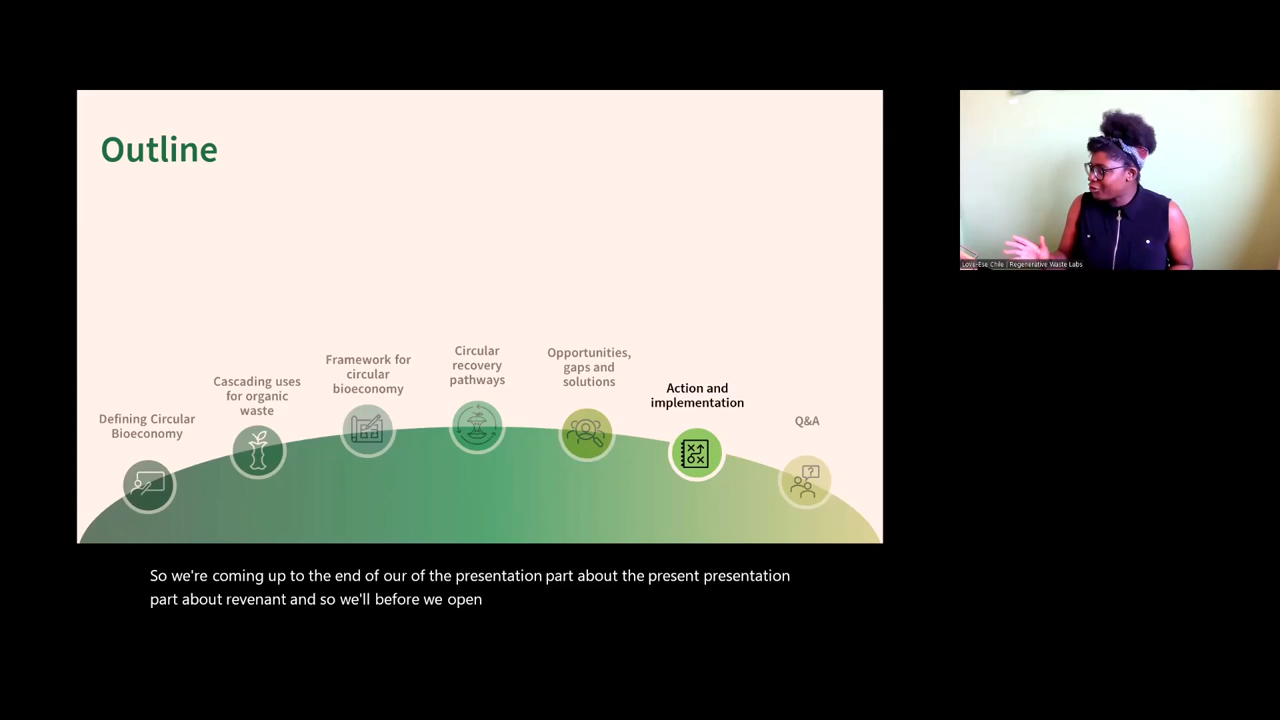 Outline
Defining Circular
Bioeconomy
Cascading uses
for organic
waste
Framework for
circular
bioeconomy
Circular
recovery
pathways
Opportunities,
gaps and
solutions
Action and
implementation
Q&A
?
Love-Ese Chile | Regenerative Waste Labs
So we're coming up to the end of our of the presentation part about the present presentation
part about revenant and so we'll before we open